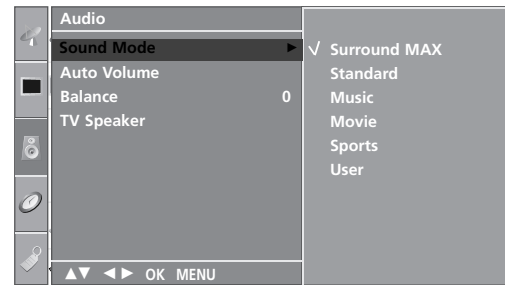 Audio
Sound Mode ►
Auto Volume
Balance 0
TV Speaker
▲▼ ◄► OK MENU
√ Surround MAX
Standard
Music
Movie
Sports
User